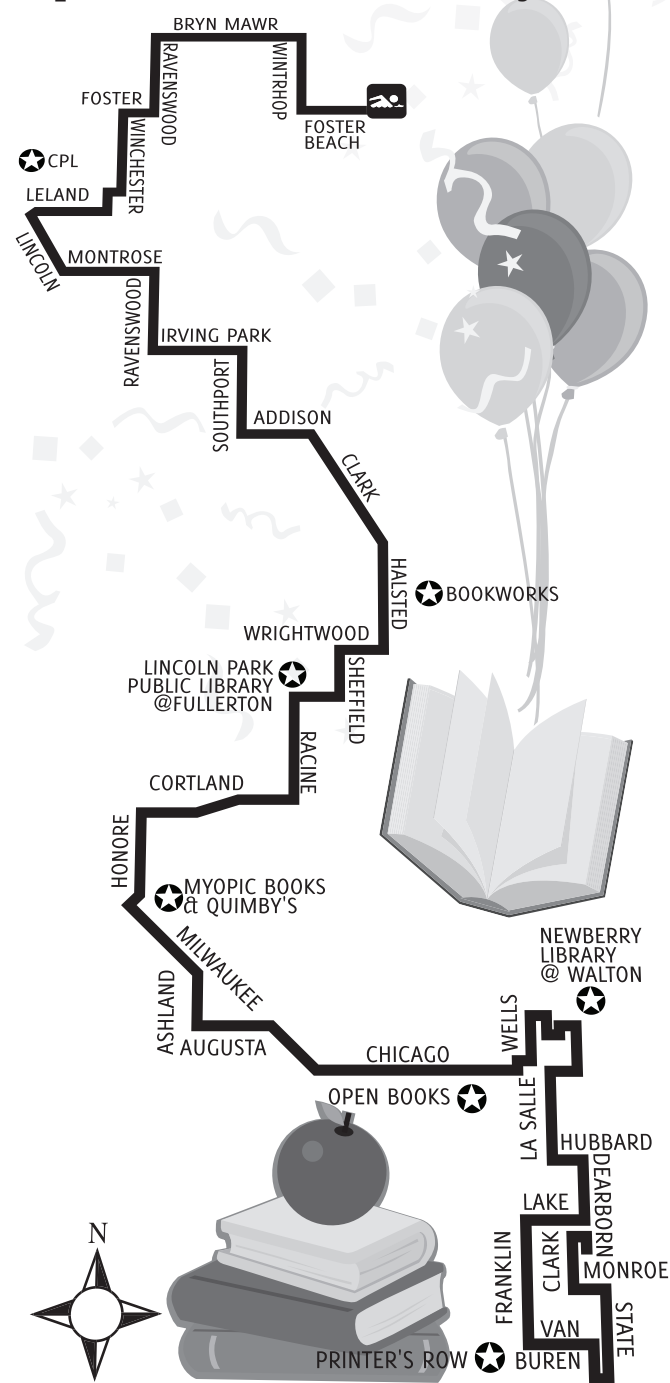 BRYN MAWR
RAVENSWOOD
WINTRHOP
FOSTER
FOSTER
BEACH
WINCHESTER
CPL
LELAND
LINCOLN
MONTROSE
RAVENSWOOD
IRVING PARK
SOUTHPORT
ADDISON
CLARK
HALSTED
BOOKWORKS
WRIGHTWOOD
LINCOLN PARK
PUBLIC LIBRARY
@FULLERTON
SHEFFIELD
RACINE
CORTLAND
HONORE
MYOPIC BOOKS
& QUIMBY'S
MILWAUKEE
ASHLAND
AUGUSTA
NEWBERRY
LIBRARY
@ WALTON
WELLS
CHICAGO
OPEN BOOKS
LA SALLE
HUBBARD
DEARBORN
LAKE
FRANKLIN
CLARK
MONROE
STATE
VAN
BUREN
PRINTER'S ROW
N